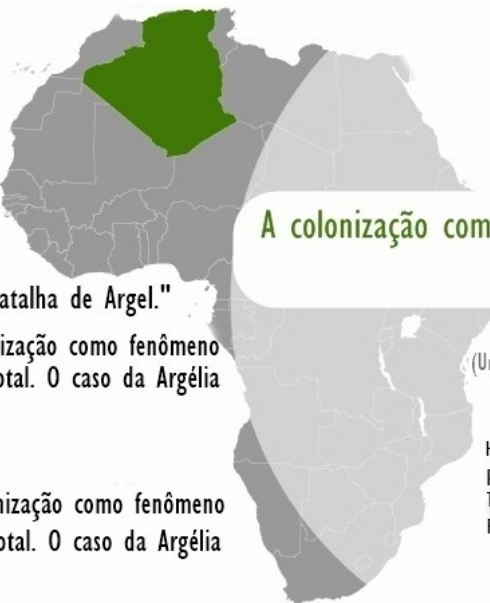 A colonização com
atalha de Argel."
ização como fenômeno
otal. O caso da Argélia
nização como fenômeno
otal. O caso da Argélia